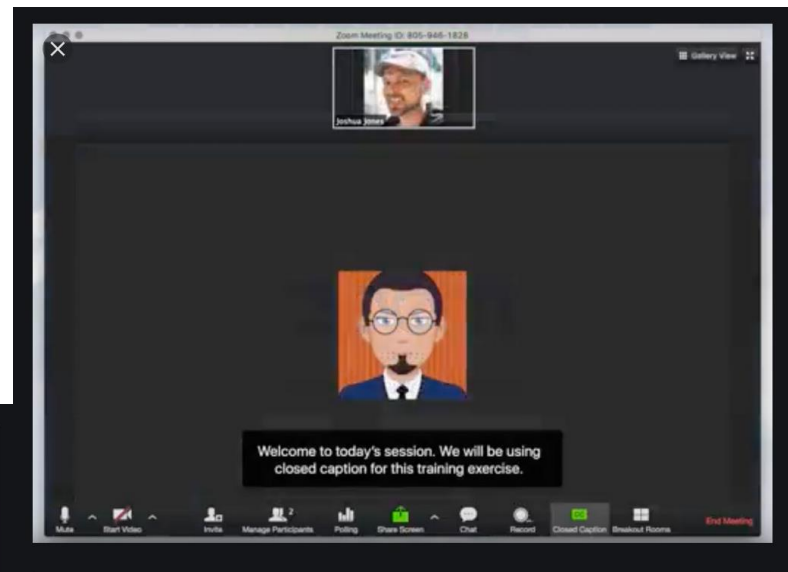 Zoom Meeting ID: 805-946-1828
Gallery View
Joshua Jones
Welcome to today's session. We will be using
closed caption for this training exercise.
2
Mute
Start Video
Invite
Manage Participants
Polling
Share Screen
Chat
Record
CC
Closed Caption
Breakout Rooms
End Meeting